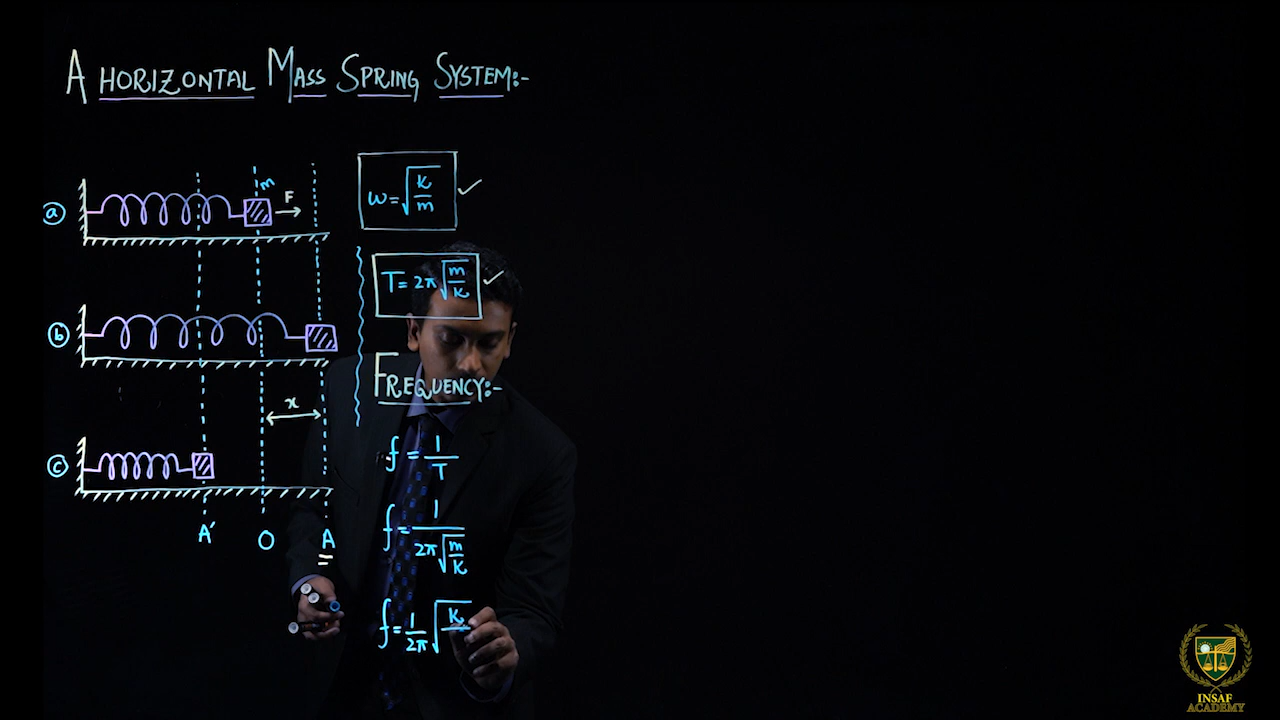 A HORIZONTAL MASS SPRING SYSTEM:-
a
m
F
b
x
c
A'
O
A
ω=√k/m
T=2π√m/k
FREQUENCY:-
f=1/T
f=1/2π√m/k
f=1/2π√k
INSAF
ACADEMY